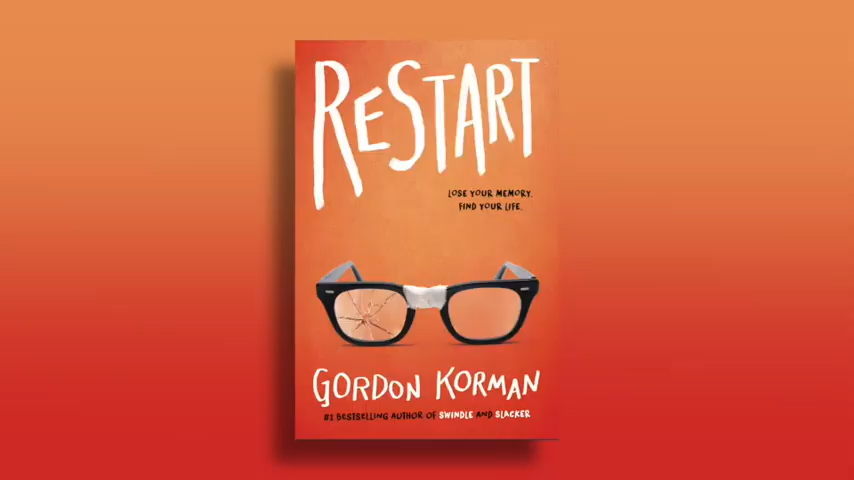 RESTART
LOSE YOUR MEMORY.
FIND YOUR LIFE.
GORDON KORMAN
#1 BESTSELLING AUTHOR OF SWINDLE AND SLACKER